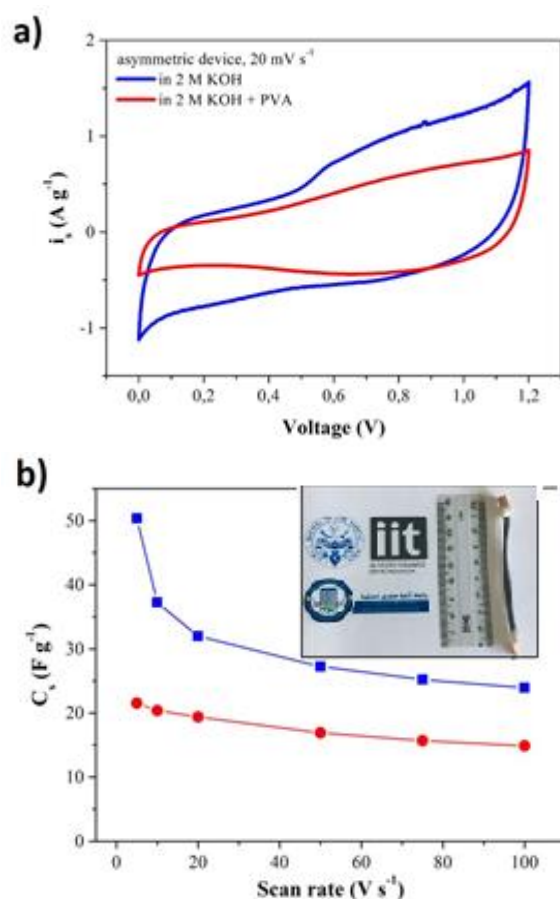 a)
asymmetric device, 20 mV s⁻¹
in 2 M KOH
in 2 M KOH + PVA
2
1
0
-1
iₛ (A g⁻¹)
0,0 0,2 0,4 0,6 0,8 1,0 1,2
Voltage (V)
b)
50
40
30
20
10
0
Cₛ (F g⁻¹)
iit
0 20 40 60 80 100
Scan rate (V s⁻¹)